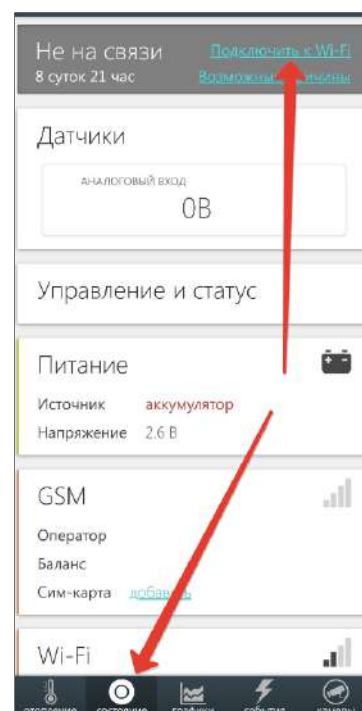 Не на связи Подключить к Wi-Fi
8 суток 21 час Возможные причины
Датчики
АНАЛОГОВЫЙ ВХОД
0В
Управление и статус
Питание
Источник аккумулятор
Напряжение 2.6 В
GSM
Оператор
Баланс
Сим-карта добавить
Wi-Fi
отопление состояние графики события камеры